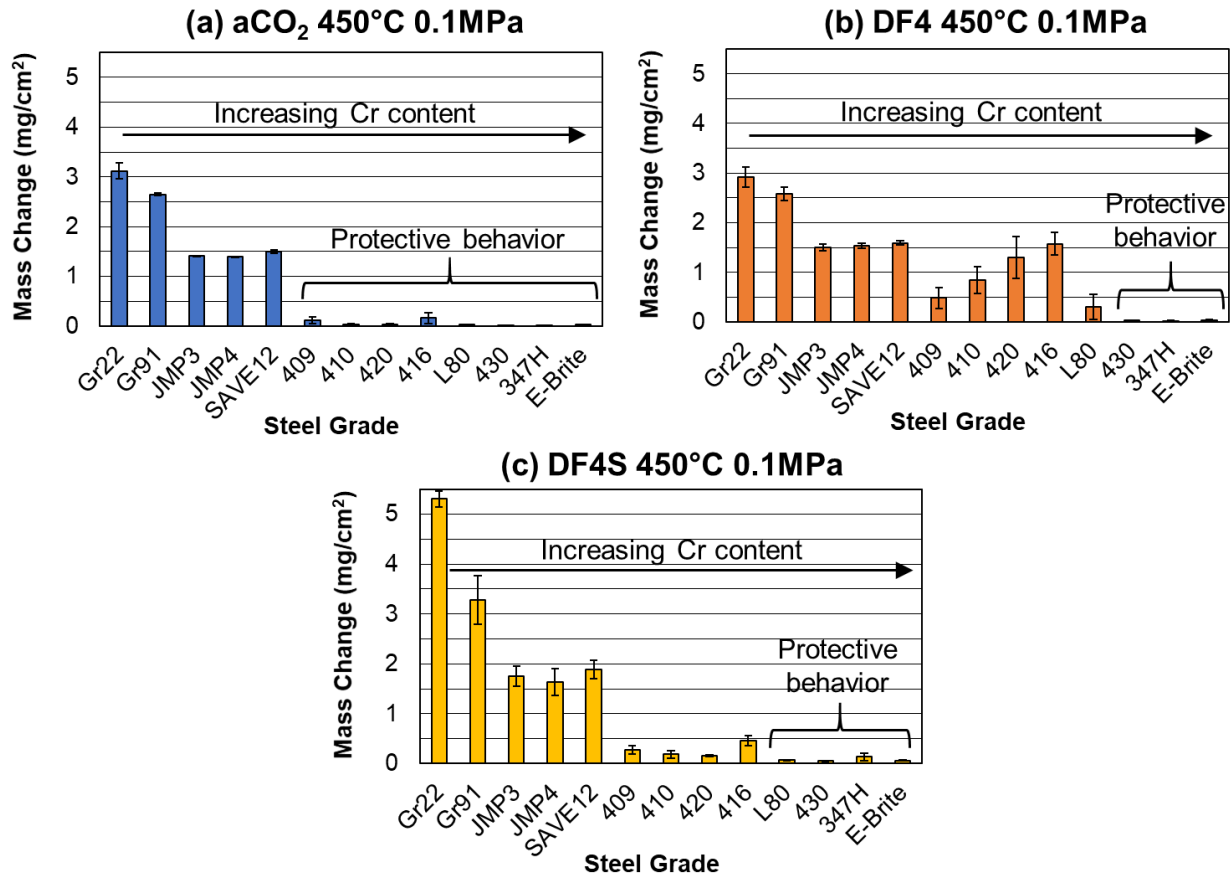 (a) aCO₂ 450°C 0.1MPa
Mass Change (mg/cm²)
5
4
3
2
1
0
Increasing Cr content
Protective behavior
Gr22
Gr91
JMP3
JMP4
SAVE12
409
410
420
416
L80
430
347H
E-Brite
Steel Grade
(b) DF4 450°C 0.1MPa
Mass Change (mg/cm²)
5
4
3
2
1
0
Increasing Cr content
Protective
behavior
Gr22
Gr91
JMP3
JMP4
SAVE12
409
410
420
416
L80
430
347H
E-Brite
Steel Grade
(c) DF4S 450°C 0.1MPa
Mass Change (mg/cm²)
5
4
3
2
1
0
Increasing Cr content
Protective
behavior
Gr22
Gr91
JMP3
JMP4
SAVE12
409
410
420
416
L80
430
347H
E-Brite
Steel Grade